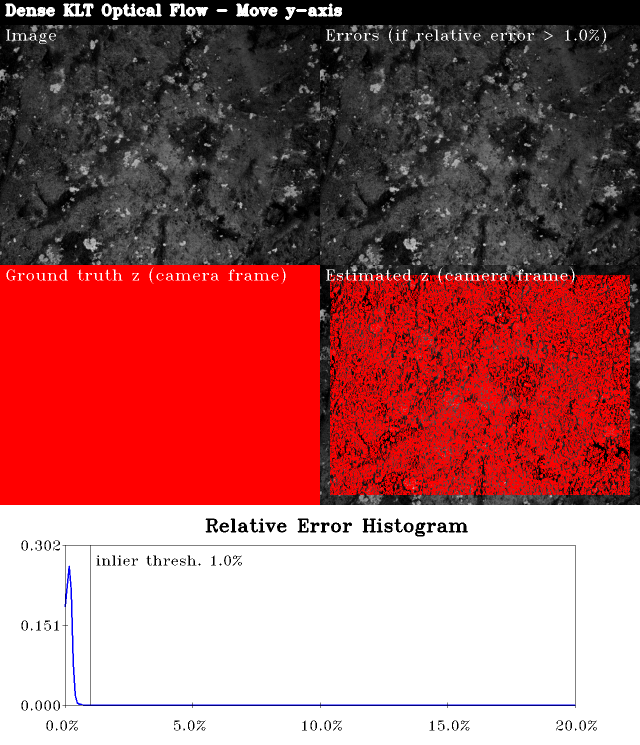 Dense KLT Optical Flow - Move y-axis
Image
Errors (if relative error > 1.0%)
Ground truth z (camera frame)
Estimated z (camera frame)
Relative Error Histogram
0.302
inlier thresh. 1.0%
0.151
0.000
0.0% 5.0% 10.0% 15.0% 20.0%